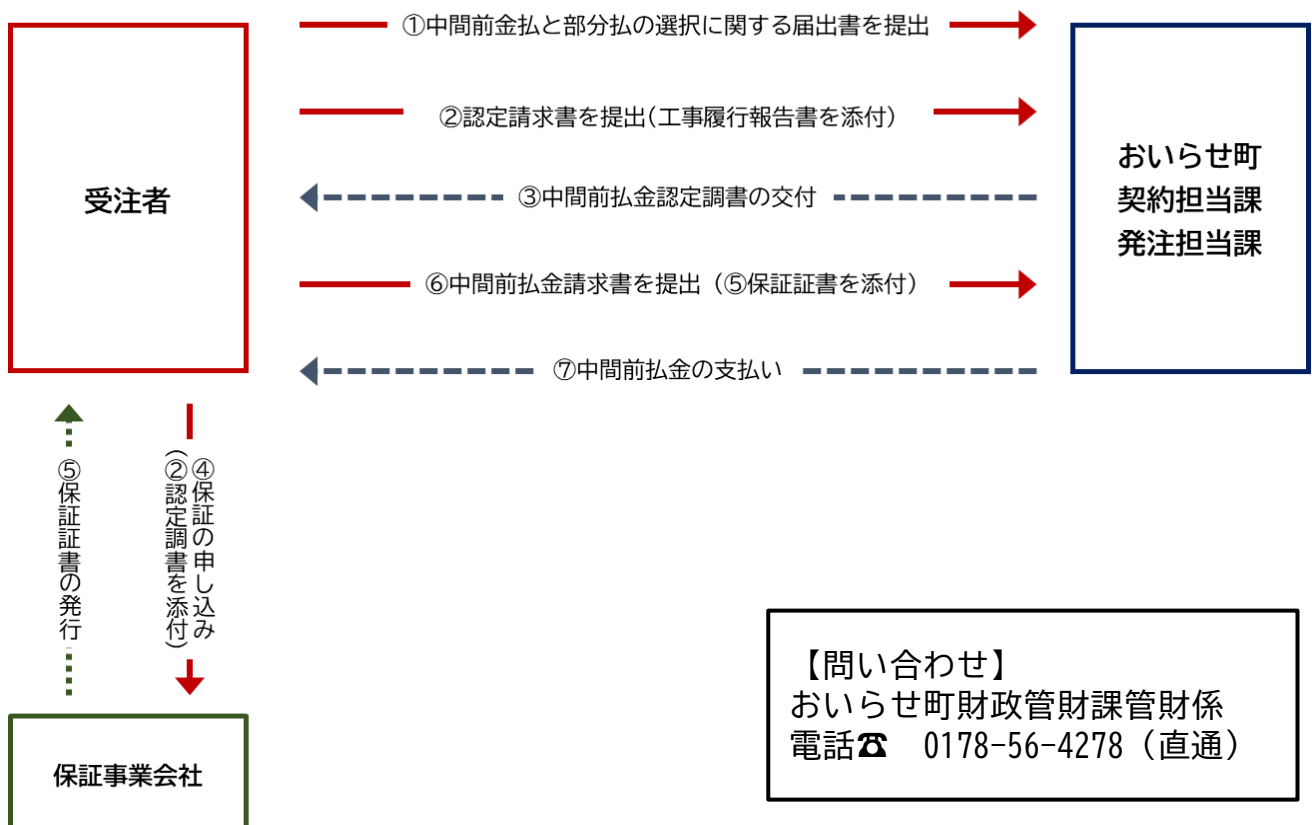 ①中間前金払と部分払の選択に関する届出書を提出
②認定請求書を提出(工事履行報告書を添付)
③中間前払金認定調書の交付
⑥中間前払金請求書を提出（⑤保証証書を添付）
⑦中間前払金の支払い
受注者
おいらせ町
契約担当課
発注担当課
④保証の申し込み
(②認定調書を添付)
⑤保証証書の発行
保証事業会社
【問い合わせ】
おいらせ町財政管財課管財係
電話☎　0178-56-4278（直通）